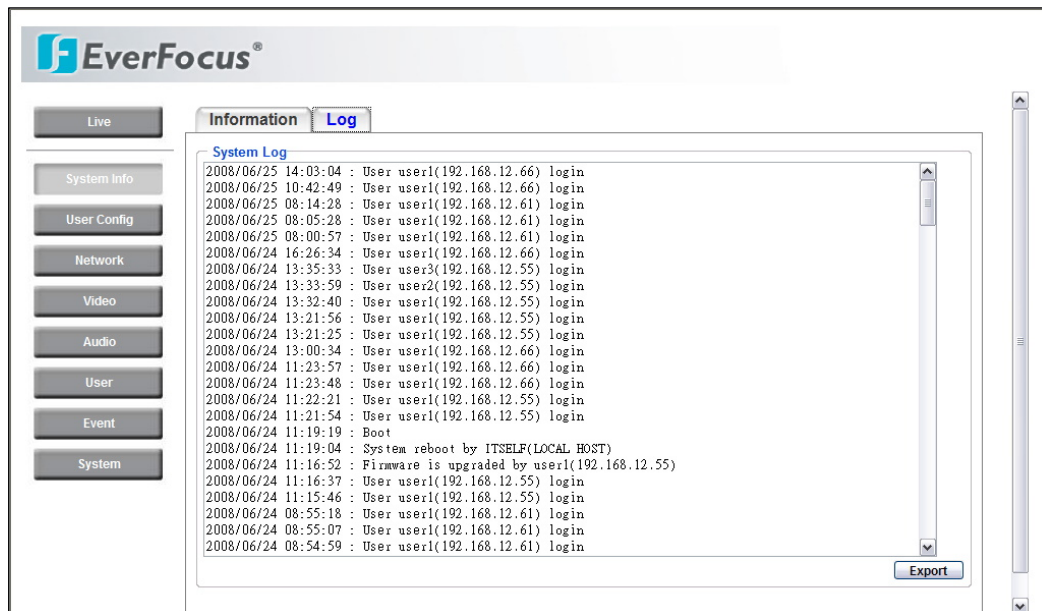 EverFocus®
Live
System Info
User Config
Network
Video
Audio
User
Event
System
Information
Log
System Log
2008/06/25 14:03:04 : User user1(192.168.12.66) login
2008/06/25 10:42:49 : User user1(192.168.12.66) login
2008/06/25 08:14:28 : User user1(192.168.12.61) login
2008/06/25 08:05:28 : User user1(192.168.12.61) login
2008/06/25 08:00:57 : User user1(192.168.12.61) login
2008/06/24 16:26:34 : User user1(192.168.12.66) login
2008/06/24 13:35:33 : User user3(192.168.12.55) login
2008/06/24 13:33:59 : User user2(192.168.12.55) login
2008/06/24 13:32:40 : User user1(192.168.12.55) login
2008/06/24 13:21:56 : User user1(192.168.12.55) login
2008/06/24 13:21:25 : User user1(192.168.12.55) login
2008/06/24 13:00:34 : User user1(192.168.12.66) login
2008/06/24 11:23:57 : User user1(192.168.12.66) login
2008/06/24 11:23:48 : User user1(192.168.12.66) login
2008/06/24 11:22:21 : User user1(192.168.12.55) login
2008/06/24 11:21:54 : User user1(192.168.12.55) login
2008/06/24 11:19:19 : Boot
2008/06/24 11:19:04 : System reboot by ITSELF(LOCAL HOST)
2008/06/24 11:16:52 : Firmware is upgraded by user1(192.168.12.55)
2008/06/24 11:16:37 : User user1(192.168.12.55) login
2008/06/24 11:15:46 : User user1(192.168.12.55) login
2008/06/24 08:55:18 : User user1(192.168.12.61) login
2008/06/24 08:55:07 : User user1(192.168.12.61) login
2008/06/24 08:54:59 : User user1(192.168.12.61) login
Export